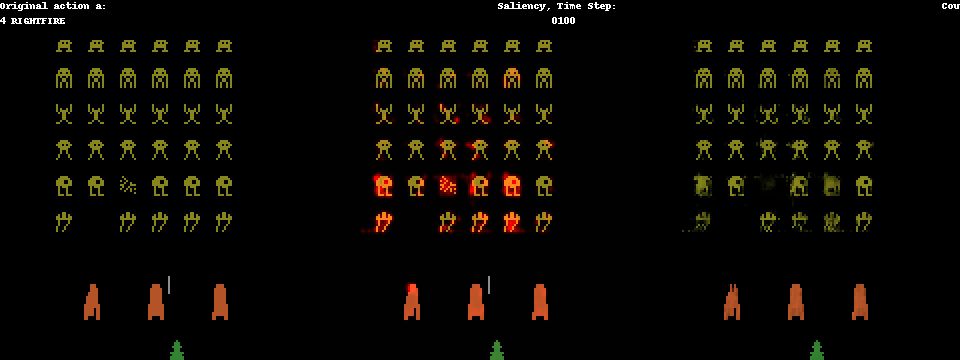 Original action a:
4 RIGHTFIRE
Saliency, Time Step:
0100
Cou